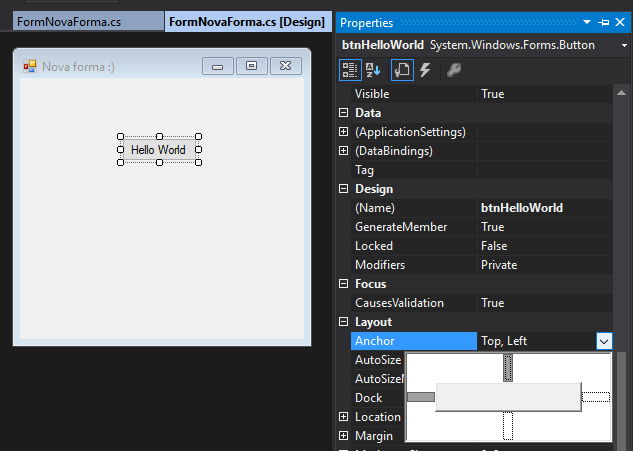 FormNovaForma.cs
FormNovaForma.cs [Design]
Nova forma :)
Hello World
Properties
btnHelloWorld System.Windows.Forms.Button
Visible True
Data
(ApplicationSettings)
(DataBindings)
Tag
Design
(Name) btnHelloWorld
GenerateMember True
Locked False
Modifiers Private
Focus
CausesValidation True
Layout
Anchor Top, Left
AutoSize
Dock
Location
Margin